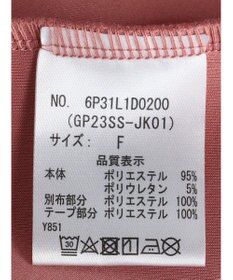 NO. 6P31L1D0200
(GP23SS-JK01)
サイズ: F
品質表示
本体 ポリエステル 95%
ポリウレタン 5%
別布部分 ポリエステル 100%
テープ部分 ポリエステル 100%
Y851